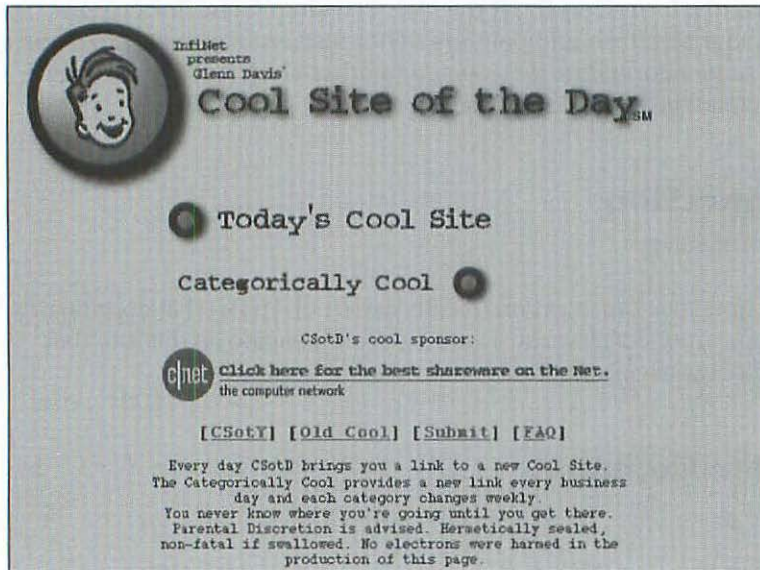 InfiNet
presents
Glenn Davis'
Cool Site of the Day SM
Today's Cool Site
Categorically Cool
CSotD's cool sponsor:
c|net Click here for the best shareware on the Net.
the computer network
[CSotY] [Old Cool] [Submit] [FAQ]
Every day CSotD brings you a link to a new Cool Site.
The Categorically Cool provides a new link every business
day and each category changes weekly.
You never know where you're going until you get there.
Parental Discretion is advised. Hermetically sealed,
non-fatal if swallowed. No electrons were harmed in the
production of this page.